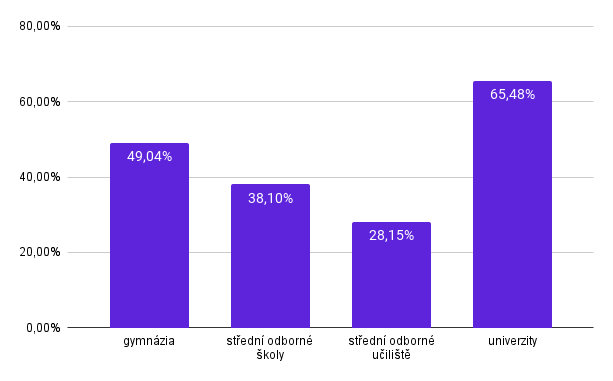 80,00%
60,00%
40,00%
20,00%
0,00%
49,04%
38,10%
28,15%
65,48%
gymnázia
střední odborné
školy
střední odborné
učiliště
univerzity